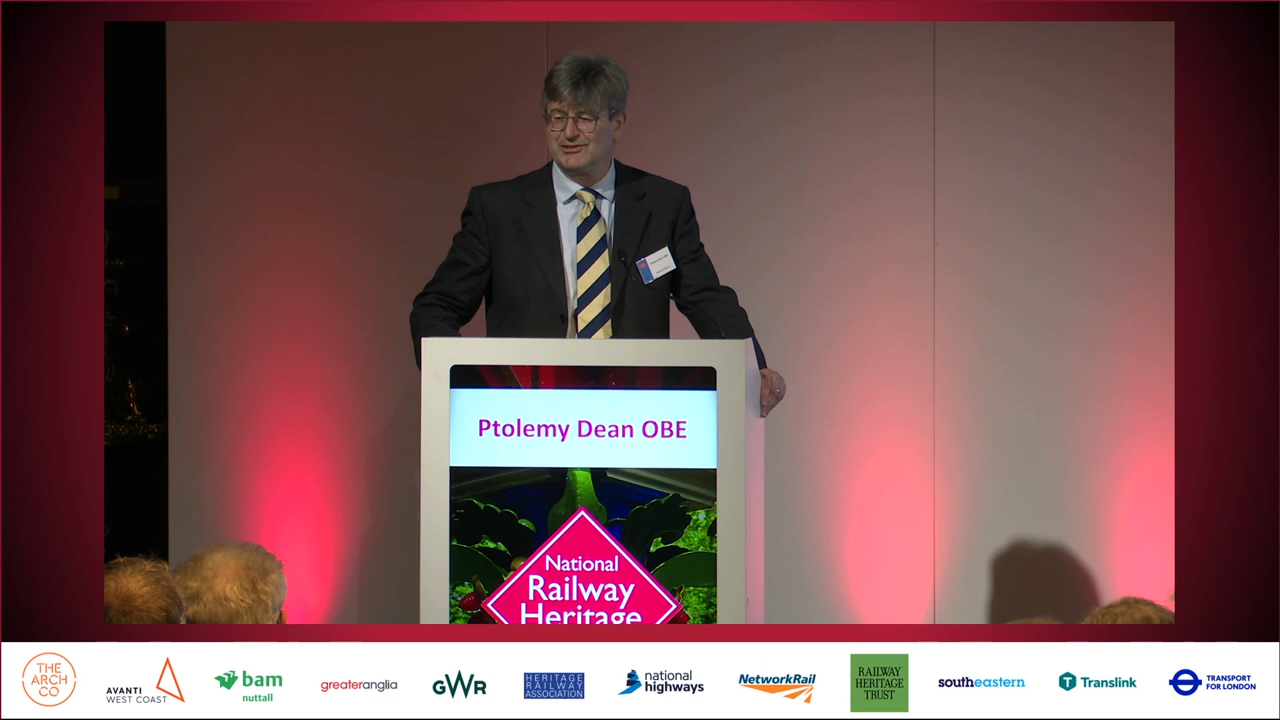 Ptolemy Dean OBE
National
Railway
Heritage
THE
ARCH
CO
AVANTI
WEST COAST
bam
nuttall
greateranglia
GWR
HERITAGE
RAILWAY
ASSOCIATION
national
highways
NetworkRail
RAILWAY
HERITAGE
TRUST
southeastern
Translink
TRANSPORT
FOR LONDON